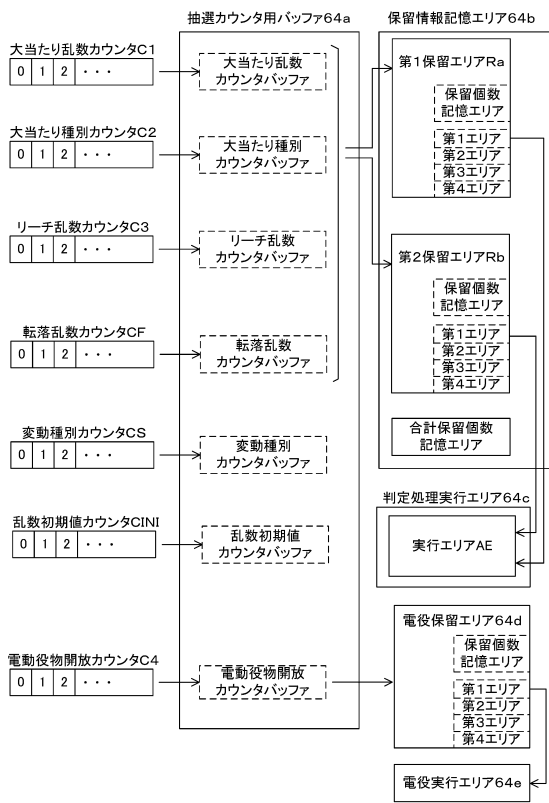 抽選カウンタ用バッファ64a
大当たり乱数カウンタC1
0 1 2 ・・・
大当たり乱数
カウンタバッファ
大当たり種別カウンタC2
0 1 2 ・・・
大当たり種別
カウンタバッファ
リーチ乱数カウンタC3
0 1 2 ・・・
リーチ乱数
カウンタバッファ
転落乱数カウンタCF
0 1 2 ・・・
転落乱数
カウンタバッファ
変動種別カウンタCS
0 1 2 ・・・
変動種別
カウンタバッファ
乱数初期値カウンタCINI
0 1 2 ・・・
乱数初期値
カウンタバッファ
電動役物開放カウンタC4
0 1 2 ・・・
電動役物開放
カウンタバッファ
保留情報記憶エリア64b
第1保留エリアRa
保留個数
記憶エリア
第1エリア
第2エリア
第3エリア
第4エリア
第2保留エリアRb
保留個数
記憶エリア
第1エリア
第2エリア
第3エリア
第4エリア
合計保留個数
記憶エリア
判定処理実行エリア64c
実行エリアAE
電役保留エリア64d
保留個数
記憶エリア
第1エリア
第2エリア
第3エリア
第4エリア
電役実行エリア64e